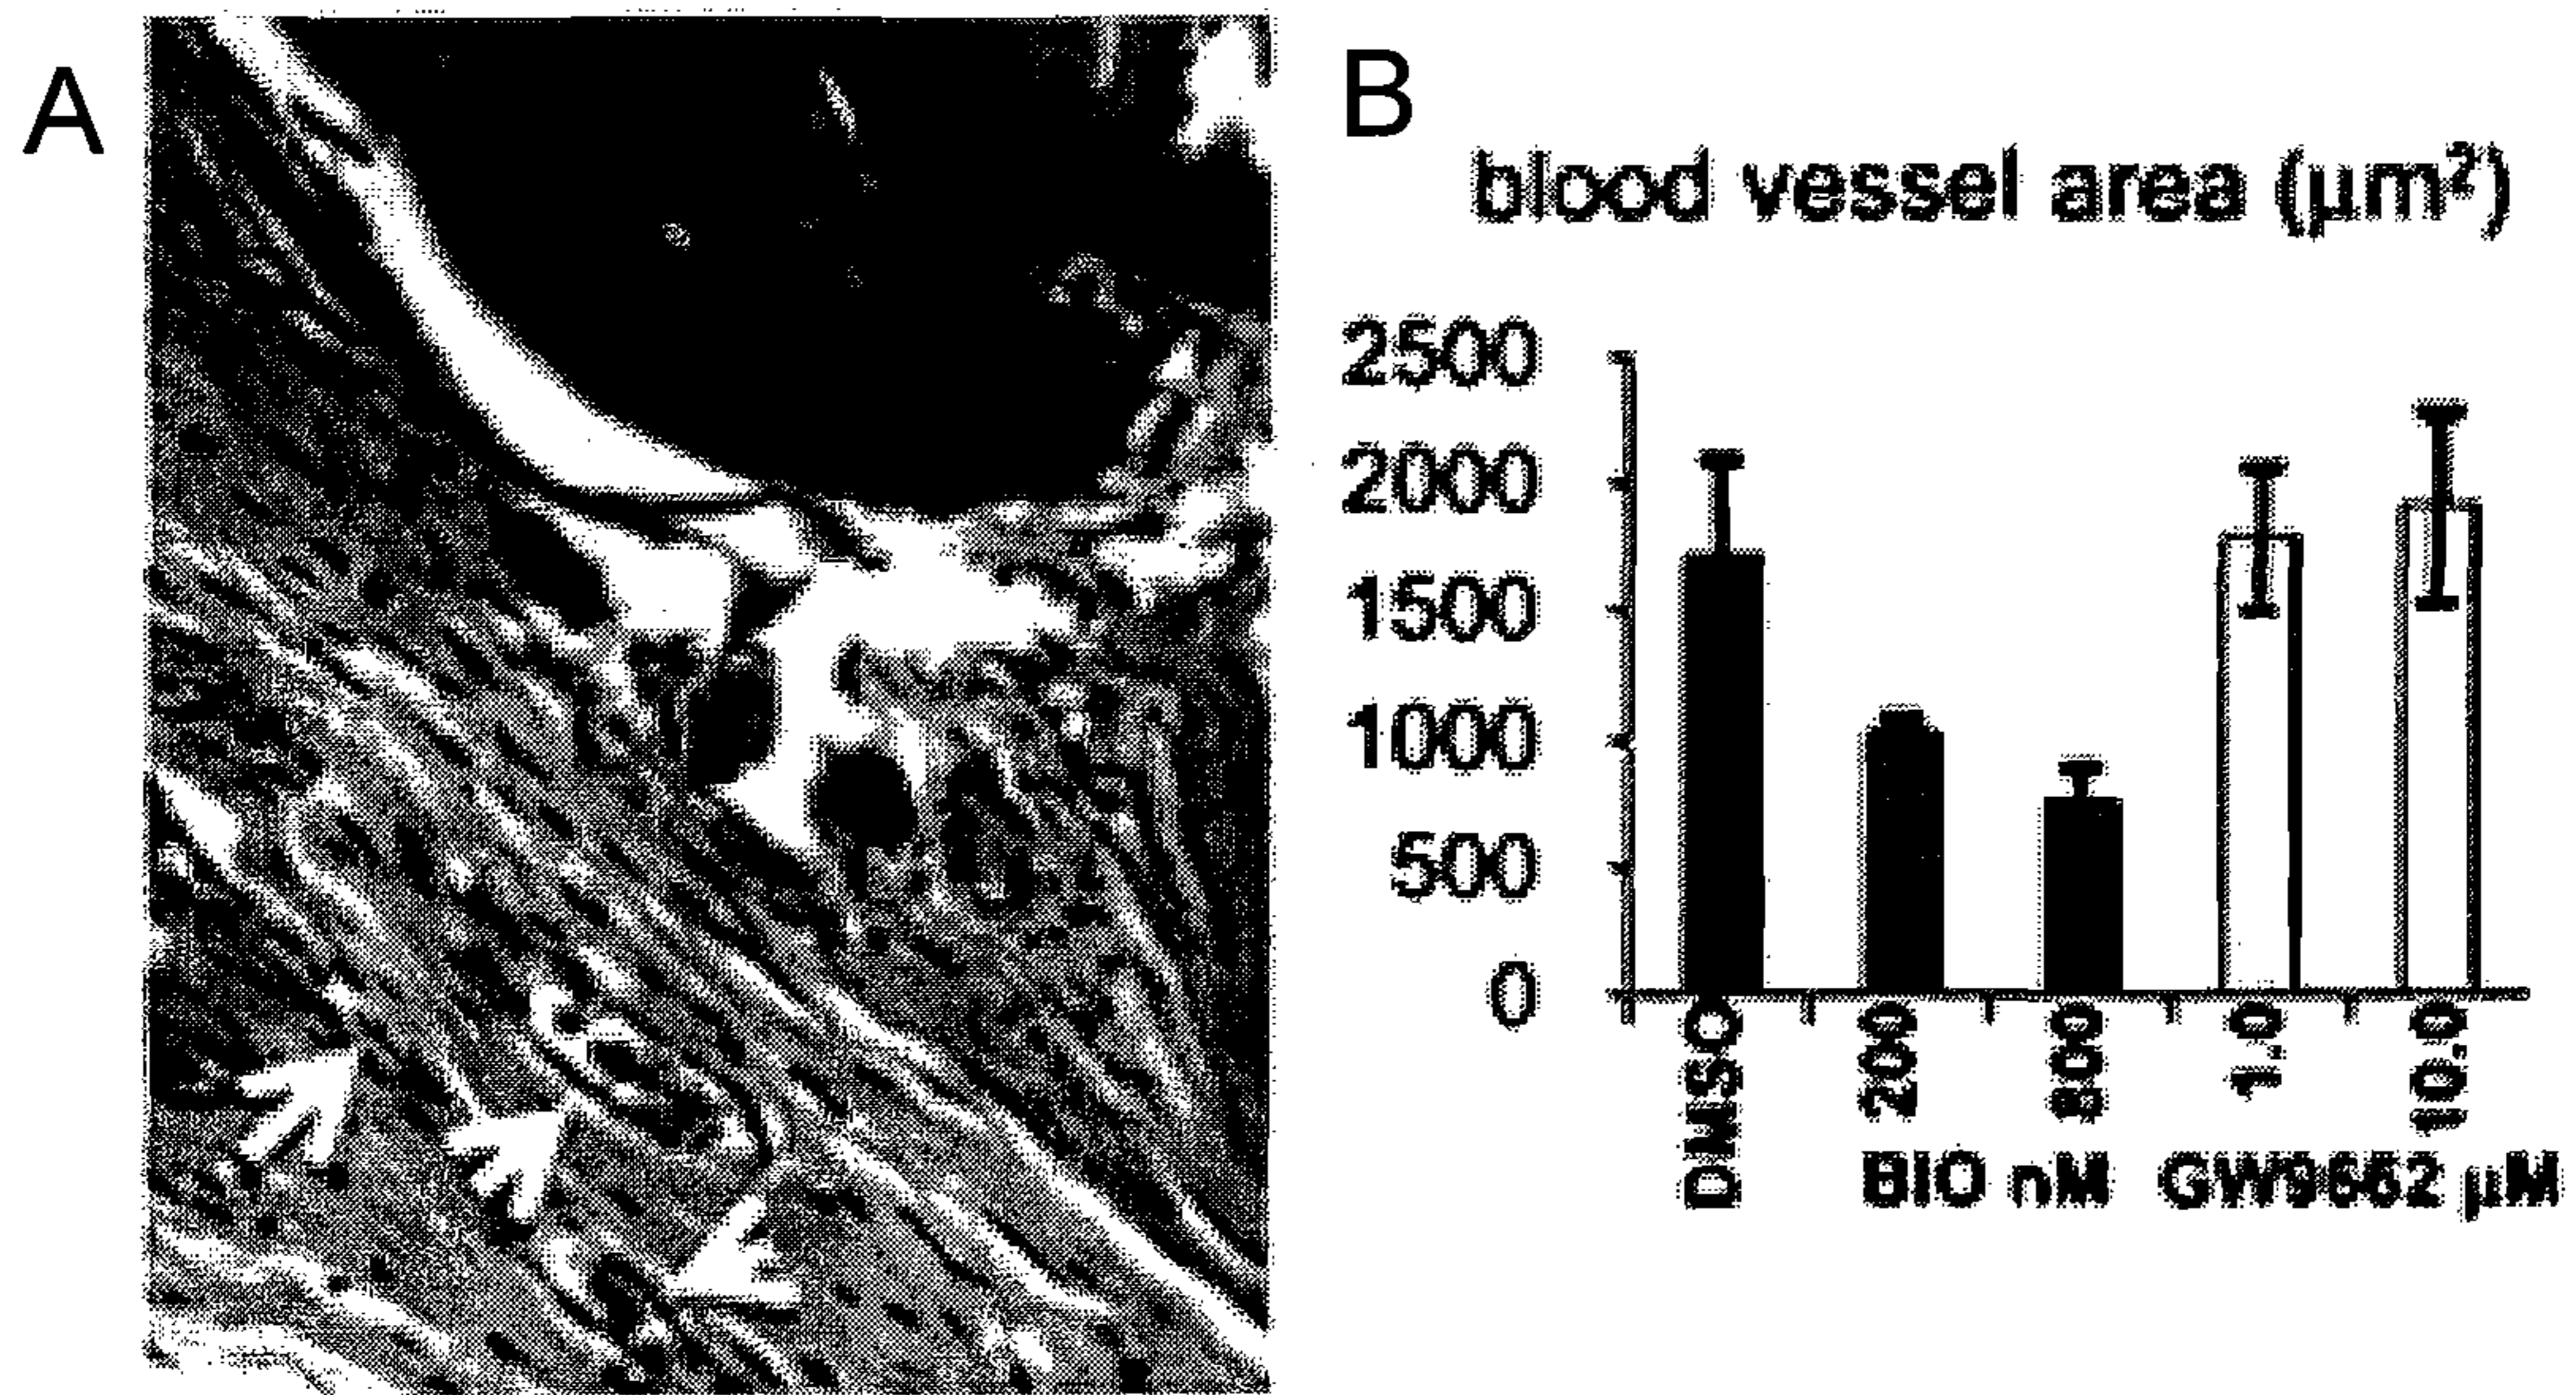 A
B
blood vessel area (μm²)
2500
2000
1500
1000
500
0
DMSO
200
800
1.0
10.0
BIO nM
GW9662 μM